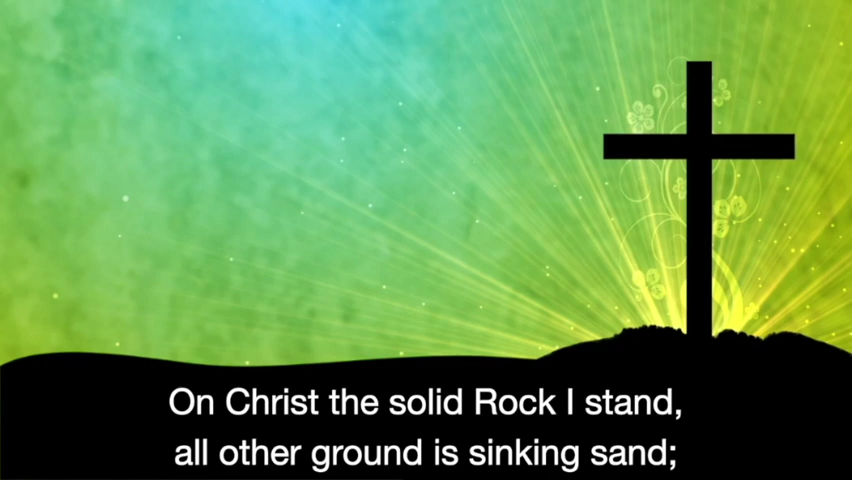 On Christ the solid Rock I stand,
all other ground is sinking sand;